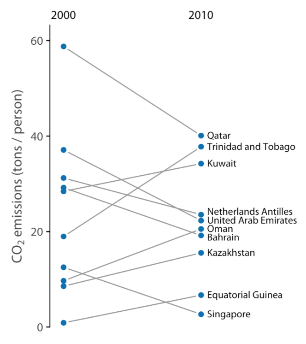 2000 2010
60
40
20
0
CO2 emissions (tons / person)
Qatar
Trinidad and Tobago
Kuwait
Netherlands Antilles
United Arab Emirates
Oman
Bahrain
Kazakhstan
Equatorial Guinea
Singapore